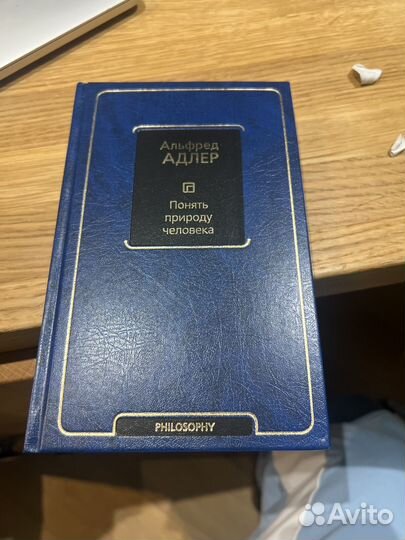 Альфред
АДЛЕР
Понять
природу
человека
PHILOSOPHY
Avito